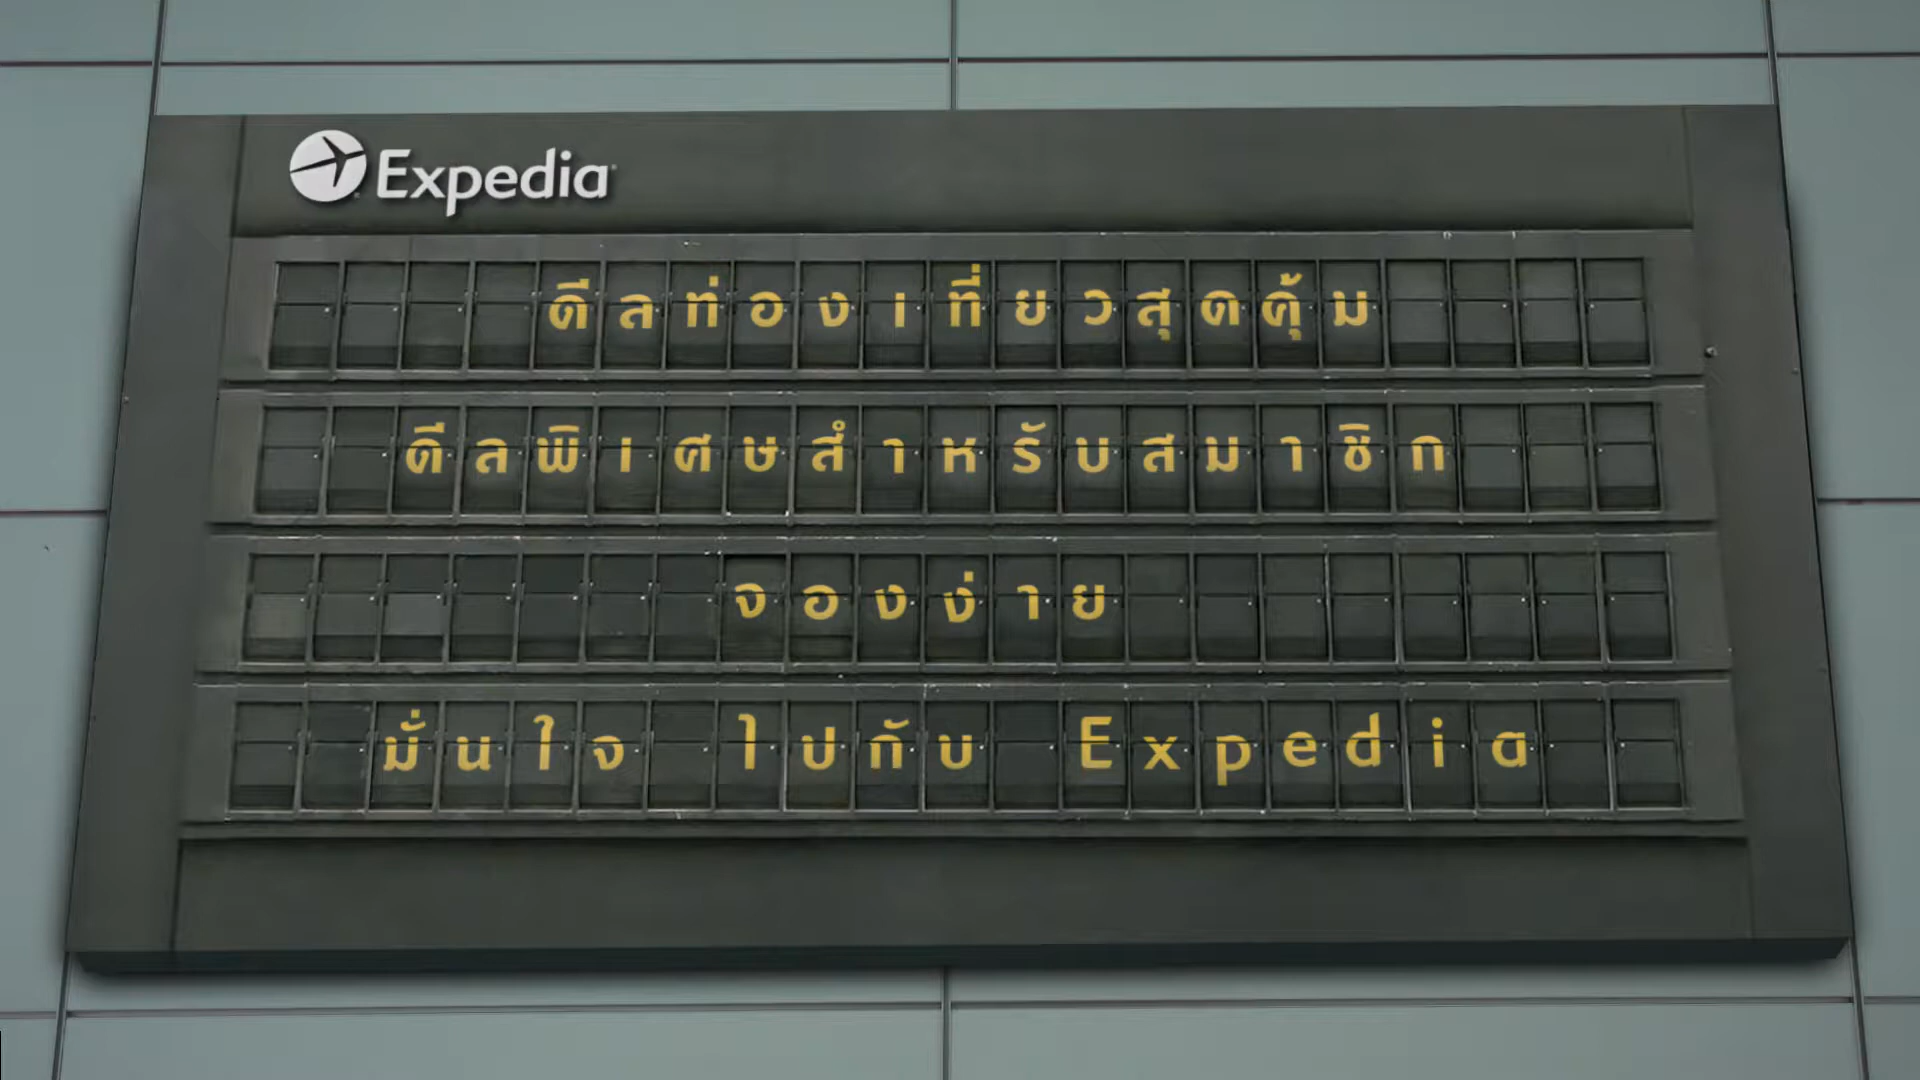 Expedia
ดีลท่องเที่ยวสุดคุ้ม
ดีลพิเศษสำหรับสมาชิก
จองง่าย
มั่นใจ ไปกับ Expedia